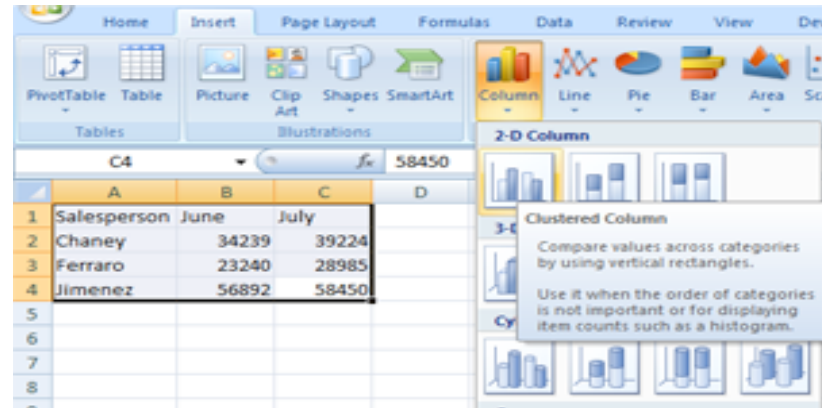 Home Insert Page Layout Formulas Data Review View
PivotTable Table Picture Clip Art Shapes SmartArt Column Line Pie Bar Area
Tables Illustrations
2-D Column
C4 fx 58450
A B C D
1 Salesperson June July
2 Chaney 34239 39224
3 Ferraro 23240 28985
4 Jimenez 56892 58450
5
6
7
8
Clustered Column
Compare values across categories
by using vertical rectangles.
Use it when the order of categories
is not important or for displaying
item counts such as a histogram.